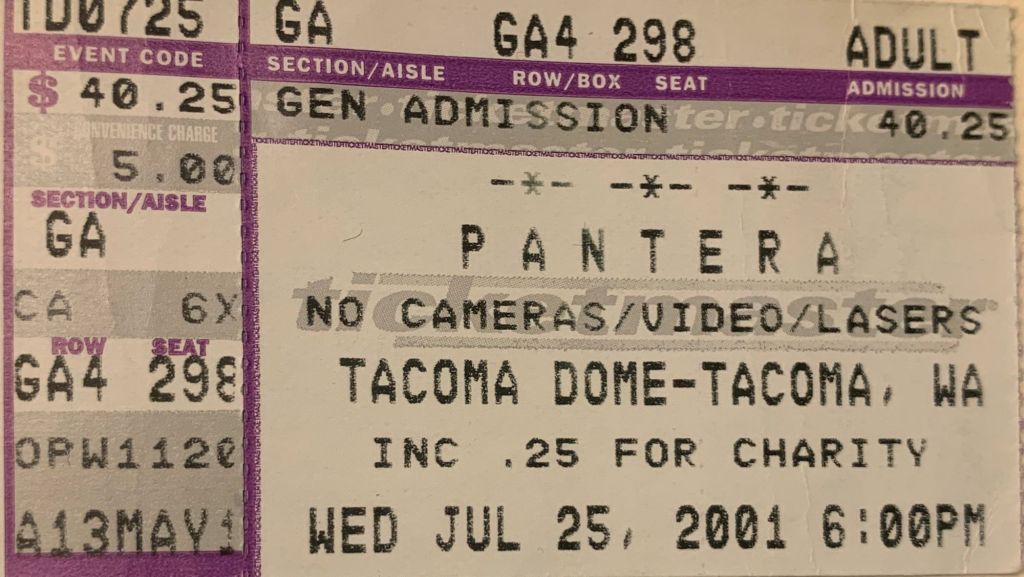 TD0725
EVENT CODE
$ 40.25
CONVENIENCE CHARGE
$ 5.00
SECTION/AISLE
GA
CA 6X
ROW SEAT
GA4 298
OPW1120
A13MAY1
GA GA4 298 ADULT
SECTION/AISLE ROW/BOX SEAT ADMISSION
GEN ADMISSION 40.25
-*- -*- -*-
PANTERA
ticketmaster
NO CAMERAS/VIDEO/LASERS
TACOMA DOME-TACOMA, WA
INC .25 FOR CHARITY
WED JUL 25, 2001 6:00PM